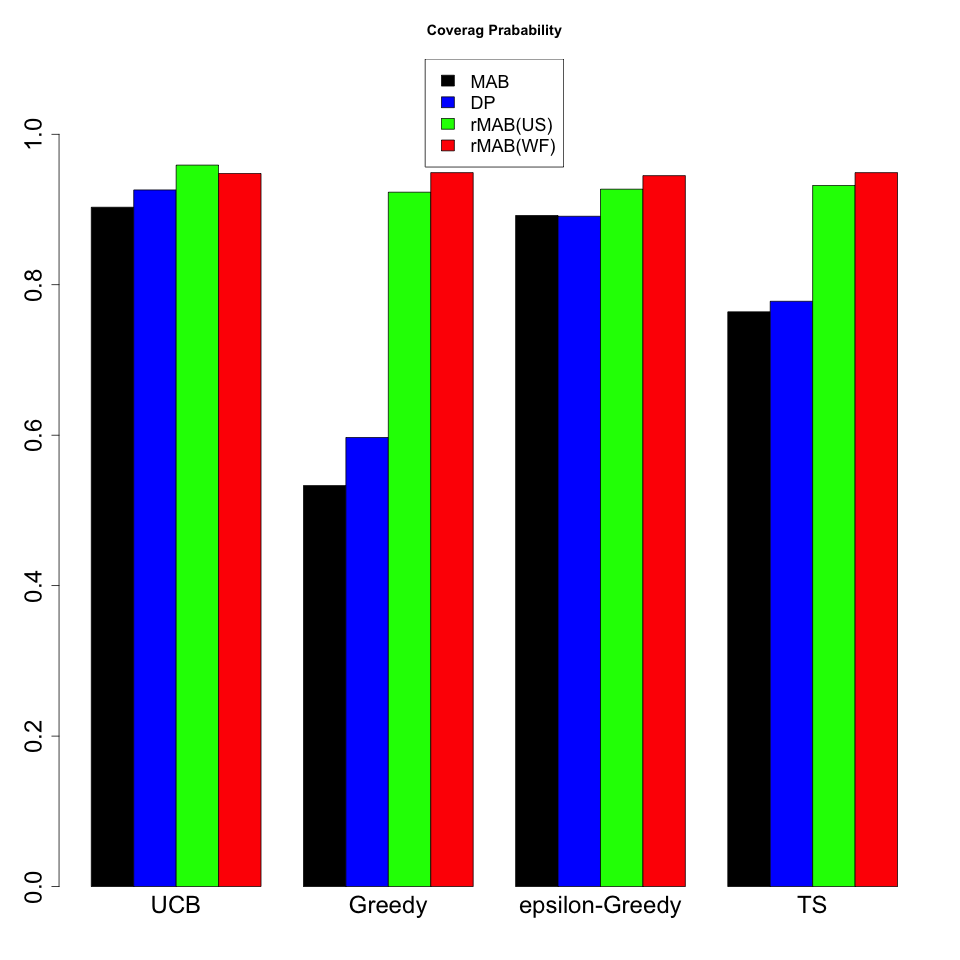 Coverag Prabability
MAB
DP
rMAB(US)
rMAB(WF)
1.0
0.8
0.6
0.4
0.2
0.0
UCB
Greedy
epsilon-Greedy
TS